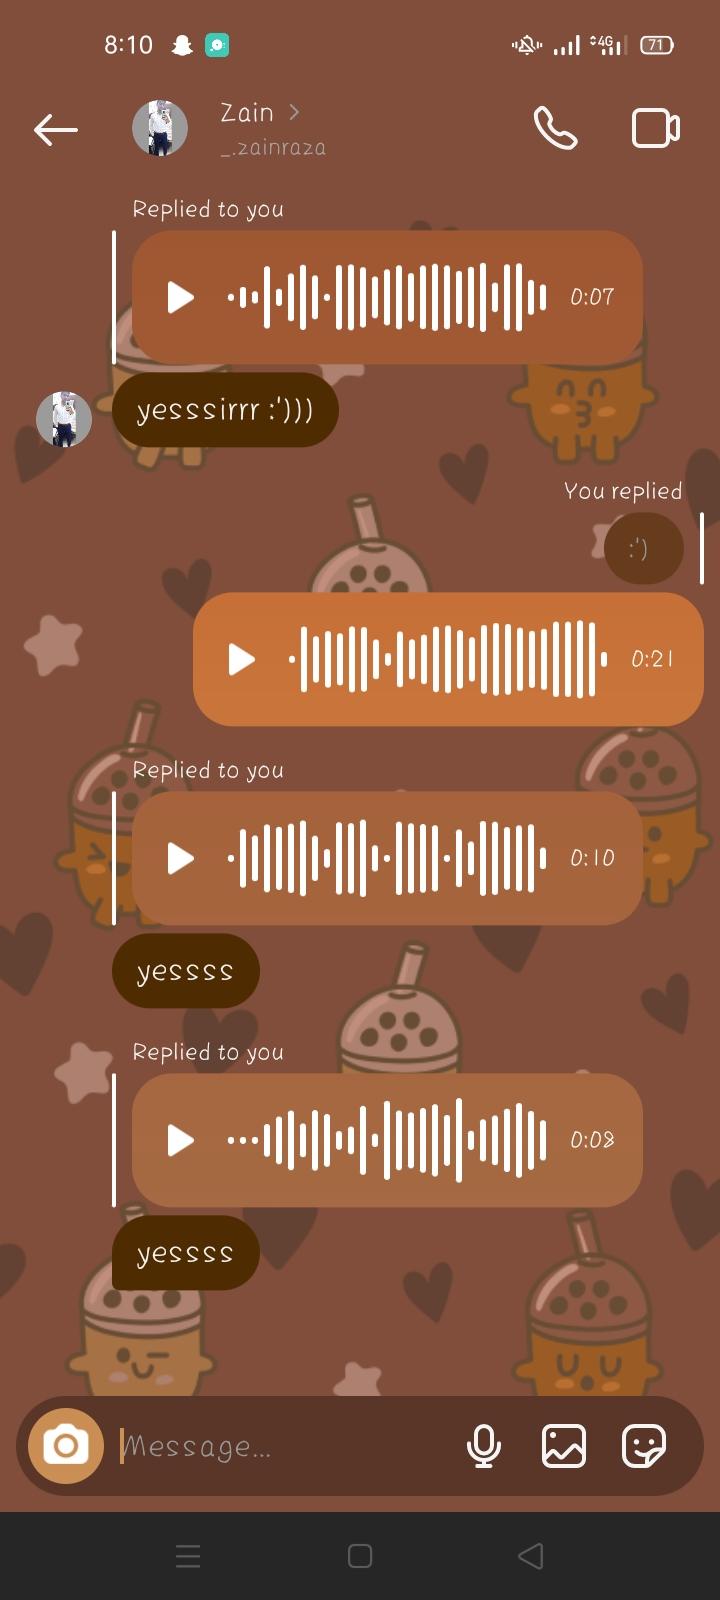 8:10
4G
71
Zain
_.zainraza
Replied to you
0:07
yesssirrr :')))
You replied
:')
0:21
Replied to you
0:10
yessss
Replied to you
0:08
yessss
Message...